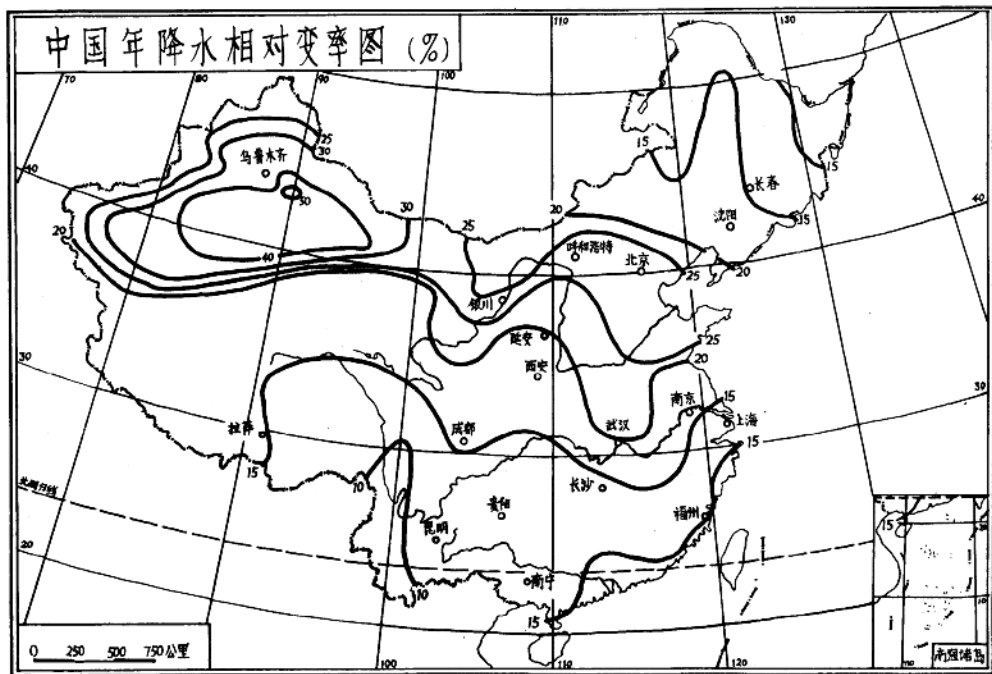 中国年降水相对变率图 (%)
70
80
90
100
110
130
40
25
30
乌鲁木齐
50
15
长春
15
40
沈阳
15
20
30
25
20
呼和浩特
40
北京
25
20
银川
延安
25
20
30
西安
30
南京
15
武汉
上海
拉萨
成都
15
15
10
长沙
北回归线
贵阳
福州
昆明
15
20
20
10
南宁
15
10
0 250 500 750公里
100
110
120
110
南海诸岛